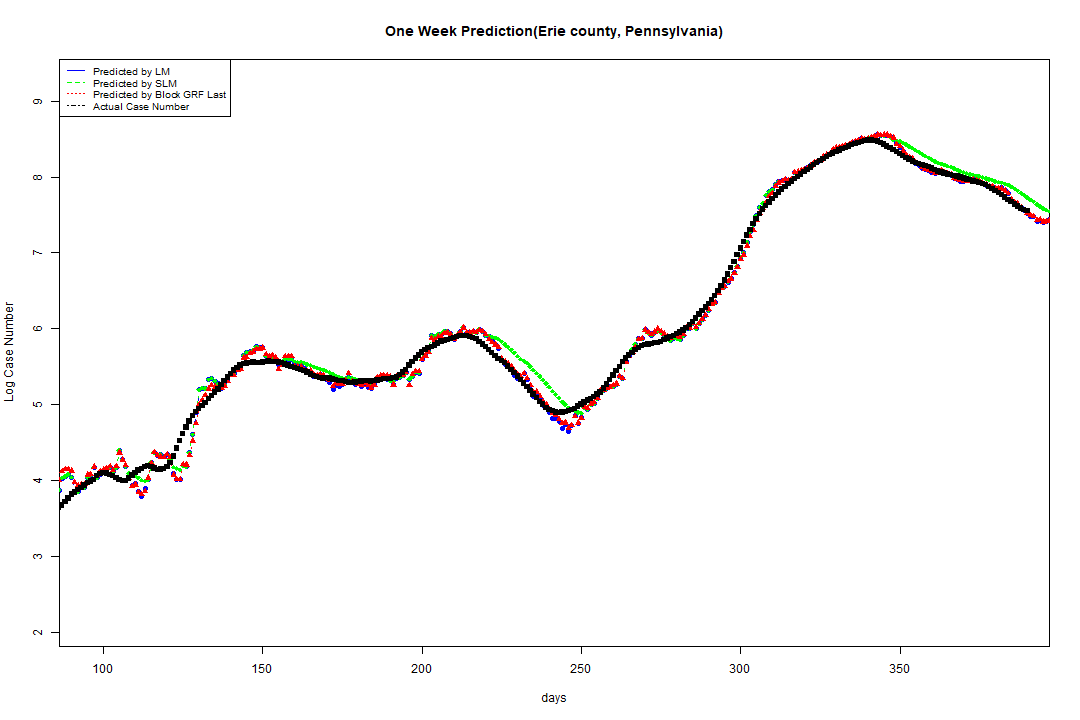 One Week Prediction(Erie county, Pennsylvania)
Predicted by LM
Predicted by SLM
Predicted by Block GRF Last
Actual Case Number
9
8
7
6
5
4
3
2
Log Case Number
100 150 200 250 300 350
days